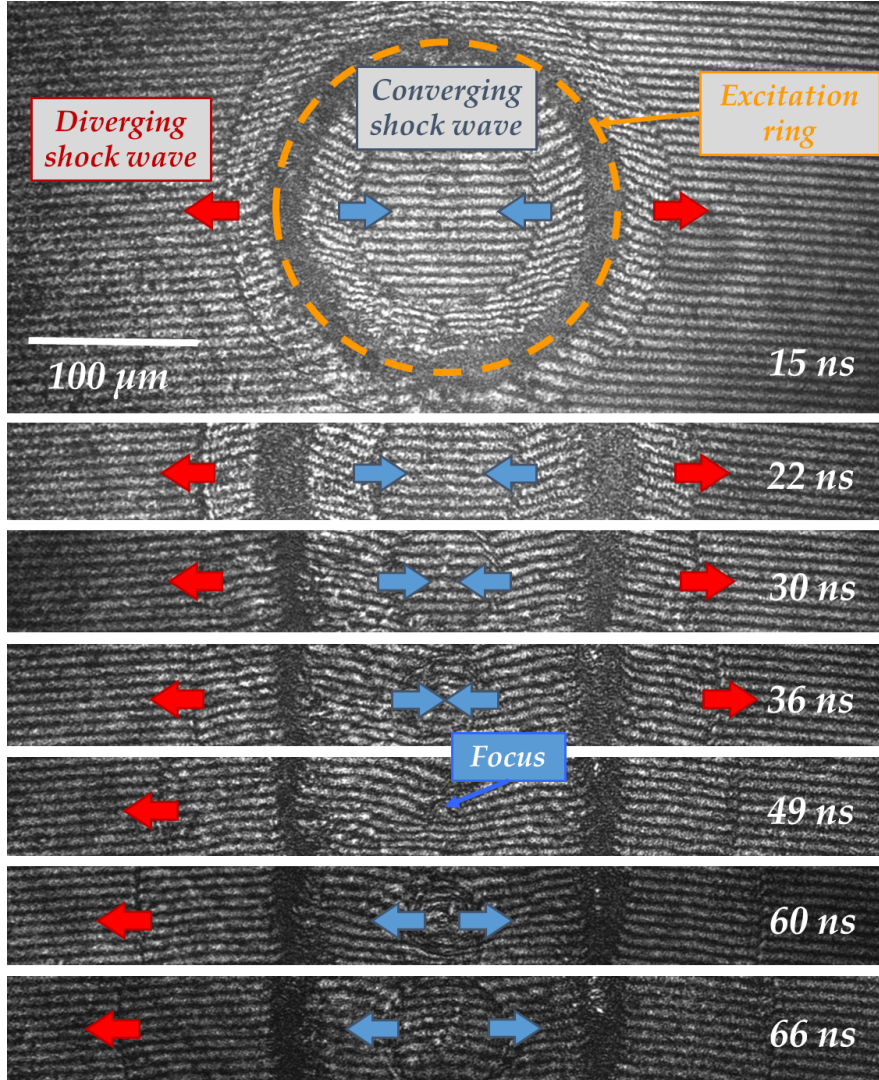 Converging
shock wave
Excitation
ring
Diverging
shock wave
100 µm
15 ns
22 ns
30 ns
36 ns
Focus
49 ns
60 ns
66 ns